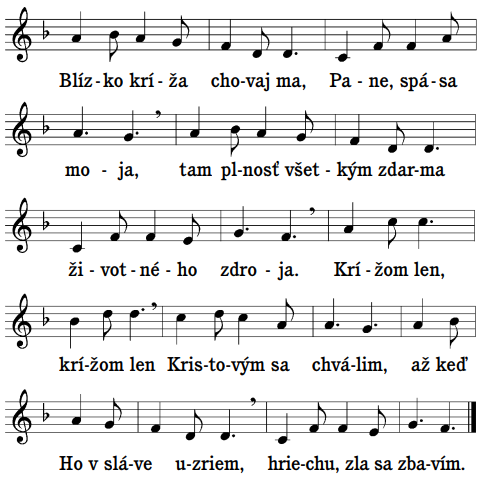 Blíz - ko krí - ža cho - vaj ma, Pa - ne, spá - sa
mo - ja, tam pl - nosť všet - kým zdar - ma
ži - vot - né - ho zdro - ja. Krí - žom len,
krí - žom len Kris - to - vým sa chvá - lim, až keď
Ho v slá - ve u - zriem, hrie - chu, zla sa zba - vím.